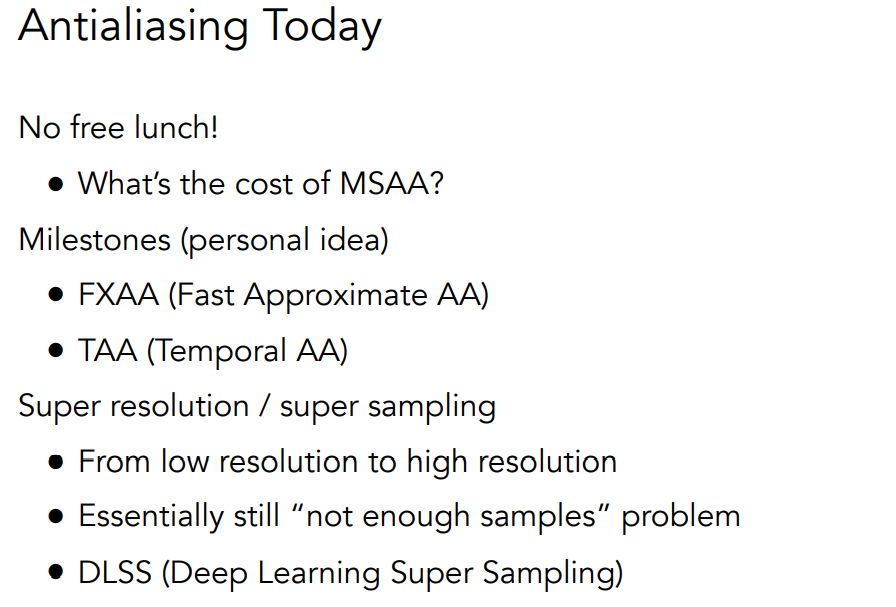 Antialiasing Today
No free lunch!
● What’s the cost of MSAA?
Milestones (personal idea)
● FXAA (Fast Approximate AA)
● TAA (Temporal AA)
Super resolution / super sampling
● From low resolution to high resolution
● Essentially still “not enough samples” problem
● DLSS (Deep Learning Super Sampling)